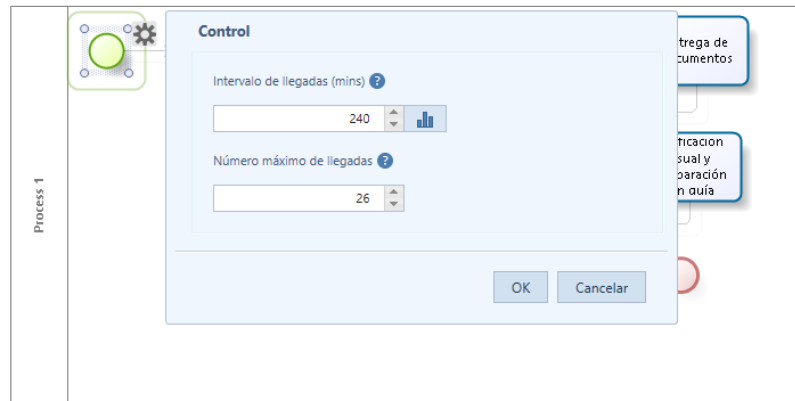 Process 1
Control
Intervalo de llegadas (mins)
240
Número máximo de llegadas
26
OK
Cancelar
trega de
cumentos
ficacion
sual y
paración
n guía